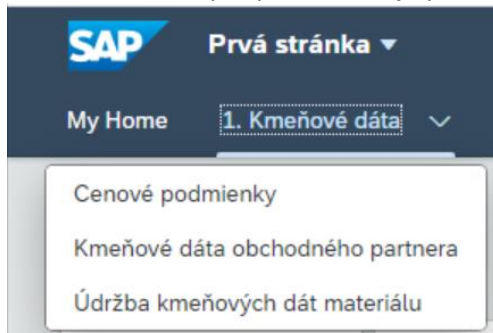 SAP Prvá stránka
My Home 1. Kmeňové dáta
Cenové podmienky
Kmeňové dáta obchodného partnera
Údržba kmeňových dát materiálu